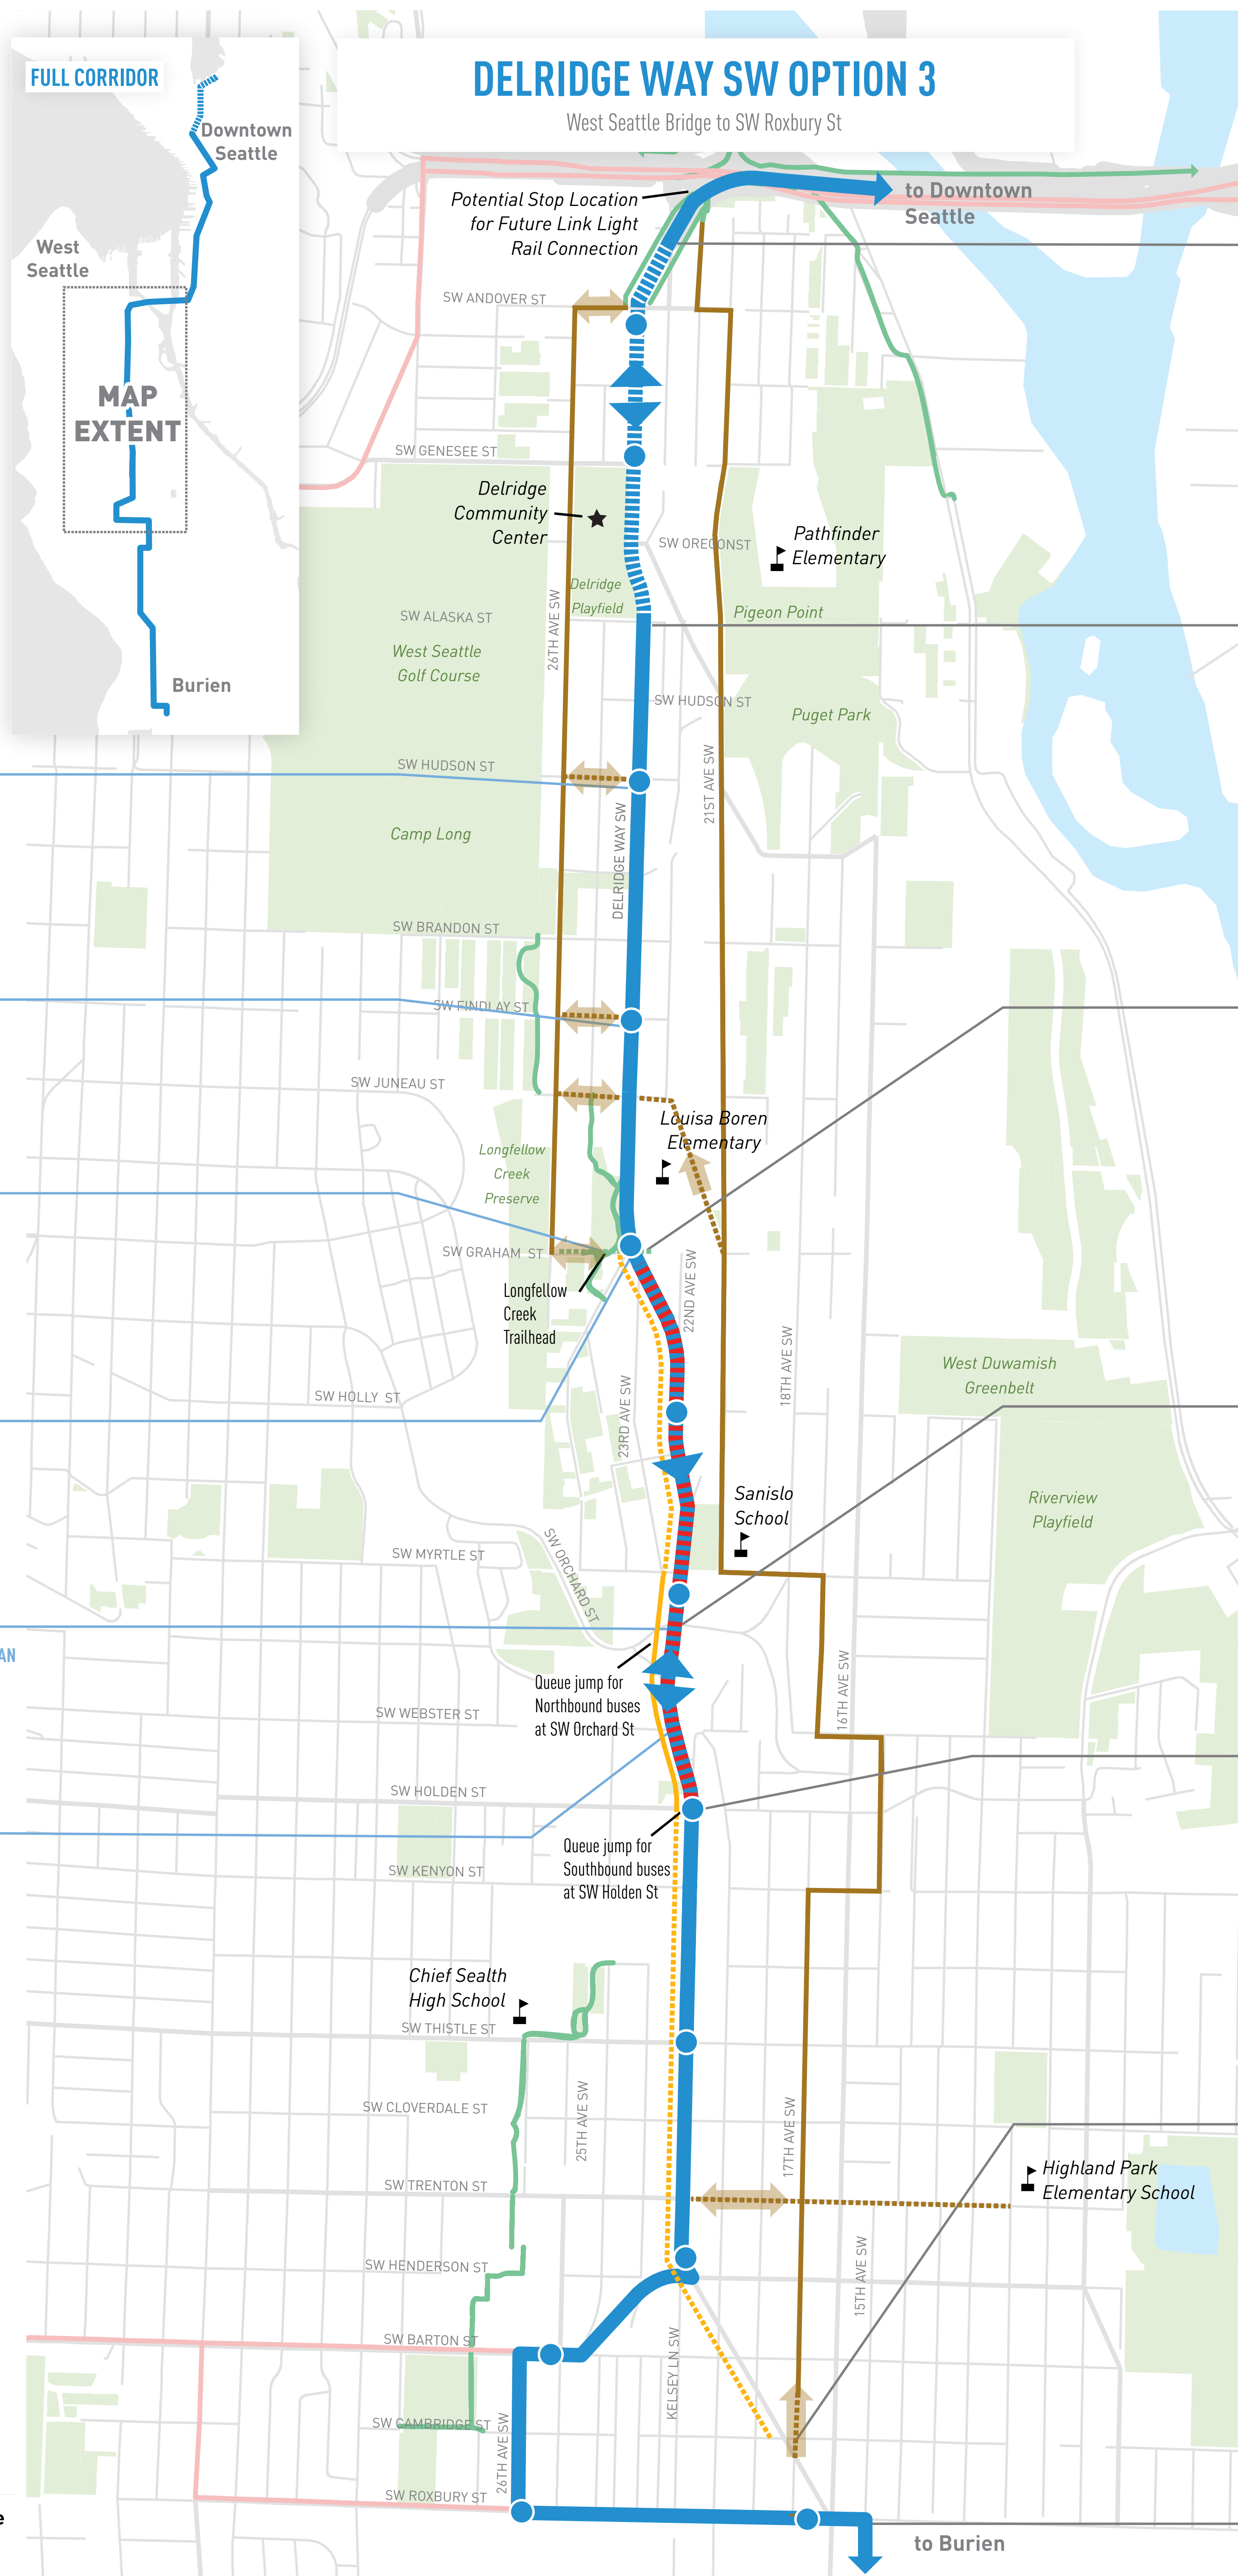 FULL CORRIDOR
Downtown
Seattle
West
Seattle
MAP
EXTENT
Burien
DELRIDGE WAY SW OPTION 3
West Seattle Bridge to SW Roxbury St
Potential Stop Location
for Future Link Light
Rail Connection
to Downtown
Seattle
SW ANDOVER ST
SW GENESEE ST
Delridge
Community
Center
SW OREGONST
Pathfinder
Elementary
Delridge
Playfield
26TH AVE SW
SW ALASKA ST
Pigeon Point
West Seattle
Golf Course
SW HUDSON ST
Puget Park
21ST AVE SW
SW HUDSON ST
DELRIDGE WAY SW
Camp Long
SW BRANDON ST
SW FINDLAY ST
SW JUNEAU ST
Louisa Boren
Elementary
Longfellow
Creek
Preserve
SW GRAHAM ST
22ND AVE SW
Longfellow
Creek
Trailhead
18TH AVE SW
West Duwamish
Greenbelt
SW HOLLY ST
23RD AVE SW
Sanislo
School
Riverview
Playfield
SW MYRTLE ST
SW ORCHARD ST
AN
16TH AVE SW
Queue jump for
Northbound buses
at SW Orchard St
SW WEBSTER ST
SW HOLDEN ST
Queue jump for
Southbound buses
at SW Holden St
SW KENYON ST
Chief Sealth
High School
SW THISTLE ST
SW CLOVERDALE ST
25TH AVE SW
17TH AVE SW
Highland Park
Elementary School
SW TRENTON ST
SW HENDERSON ST
15TH AVE SW
SW BARTON ST
KELSEY LN SW
SW CAMBRIDGE ST
26TH AVE SW
SW ROXBURY ST
e
to Burien